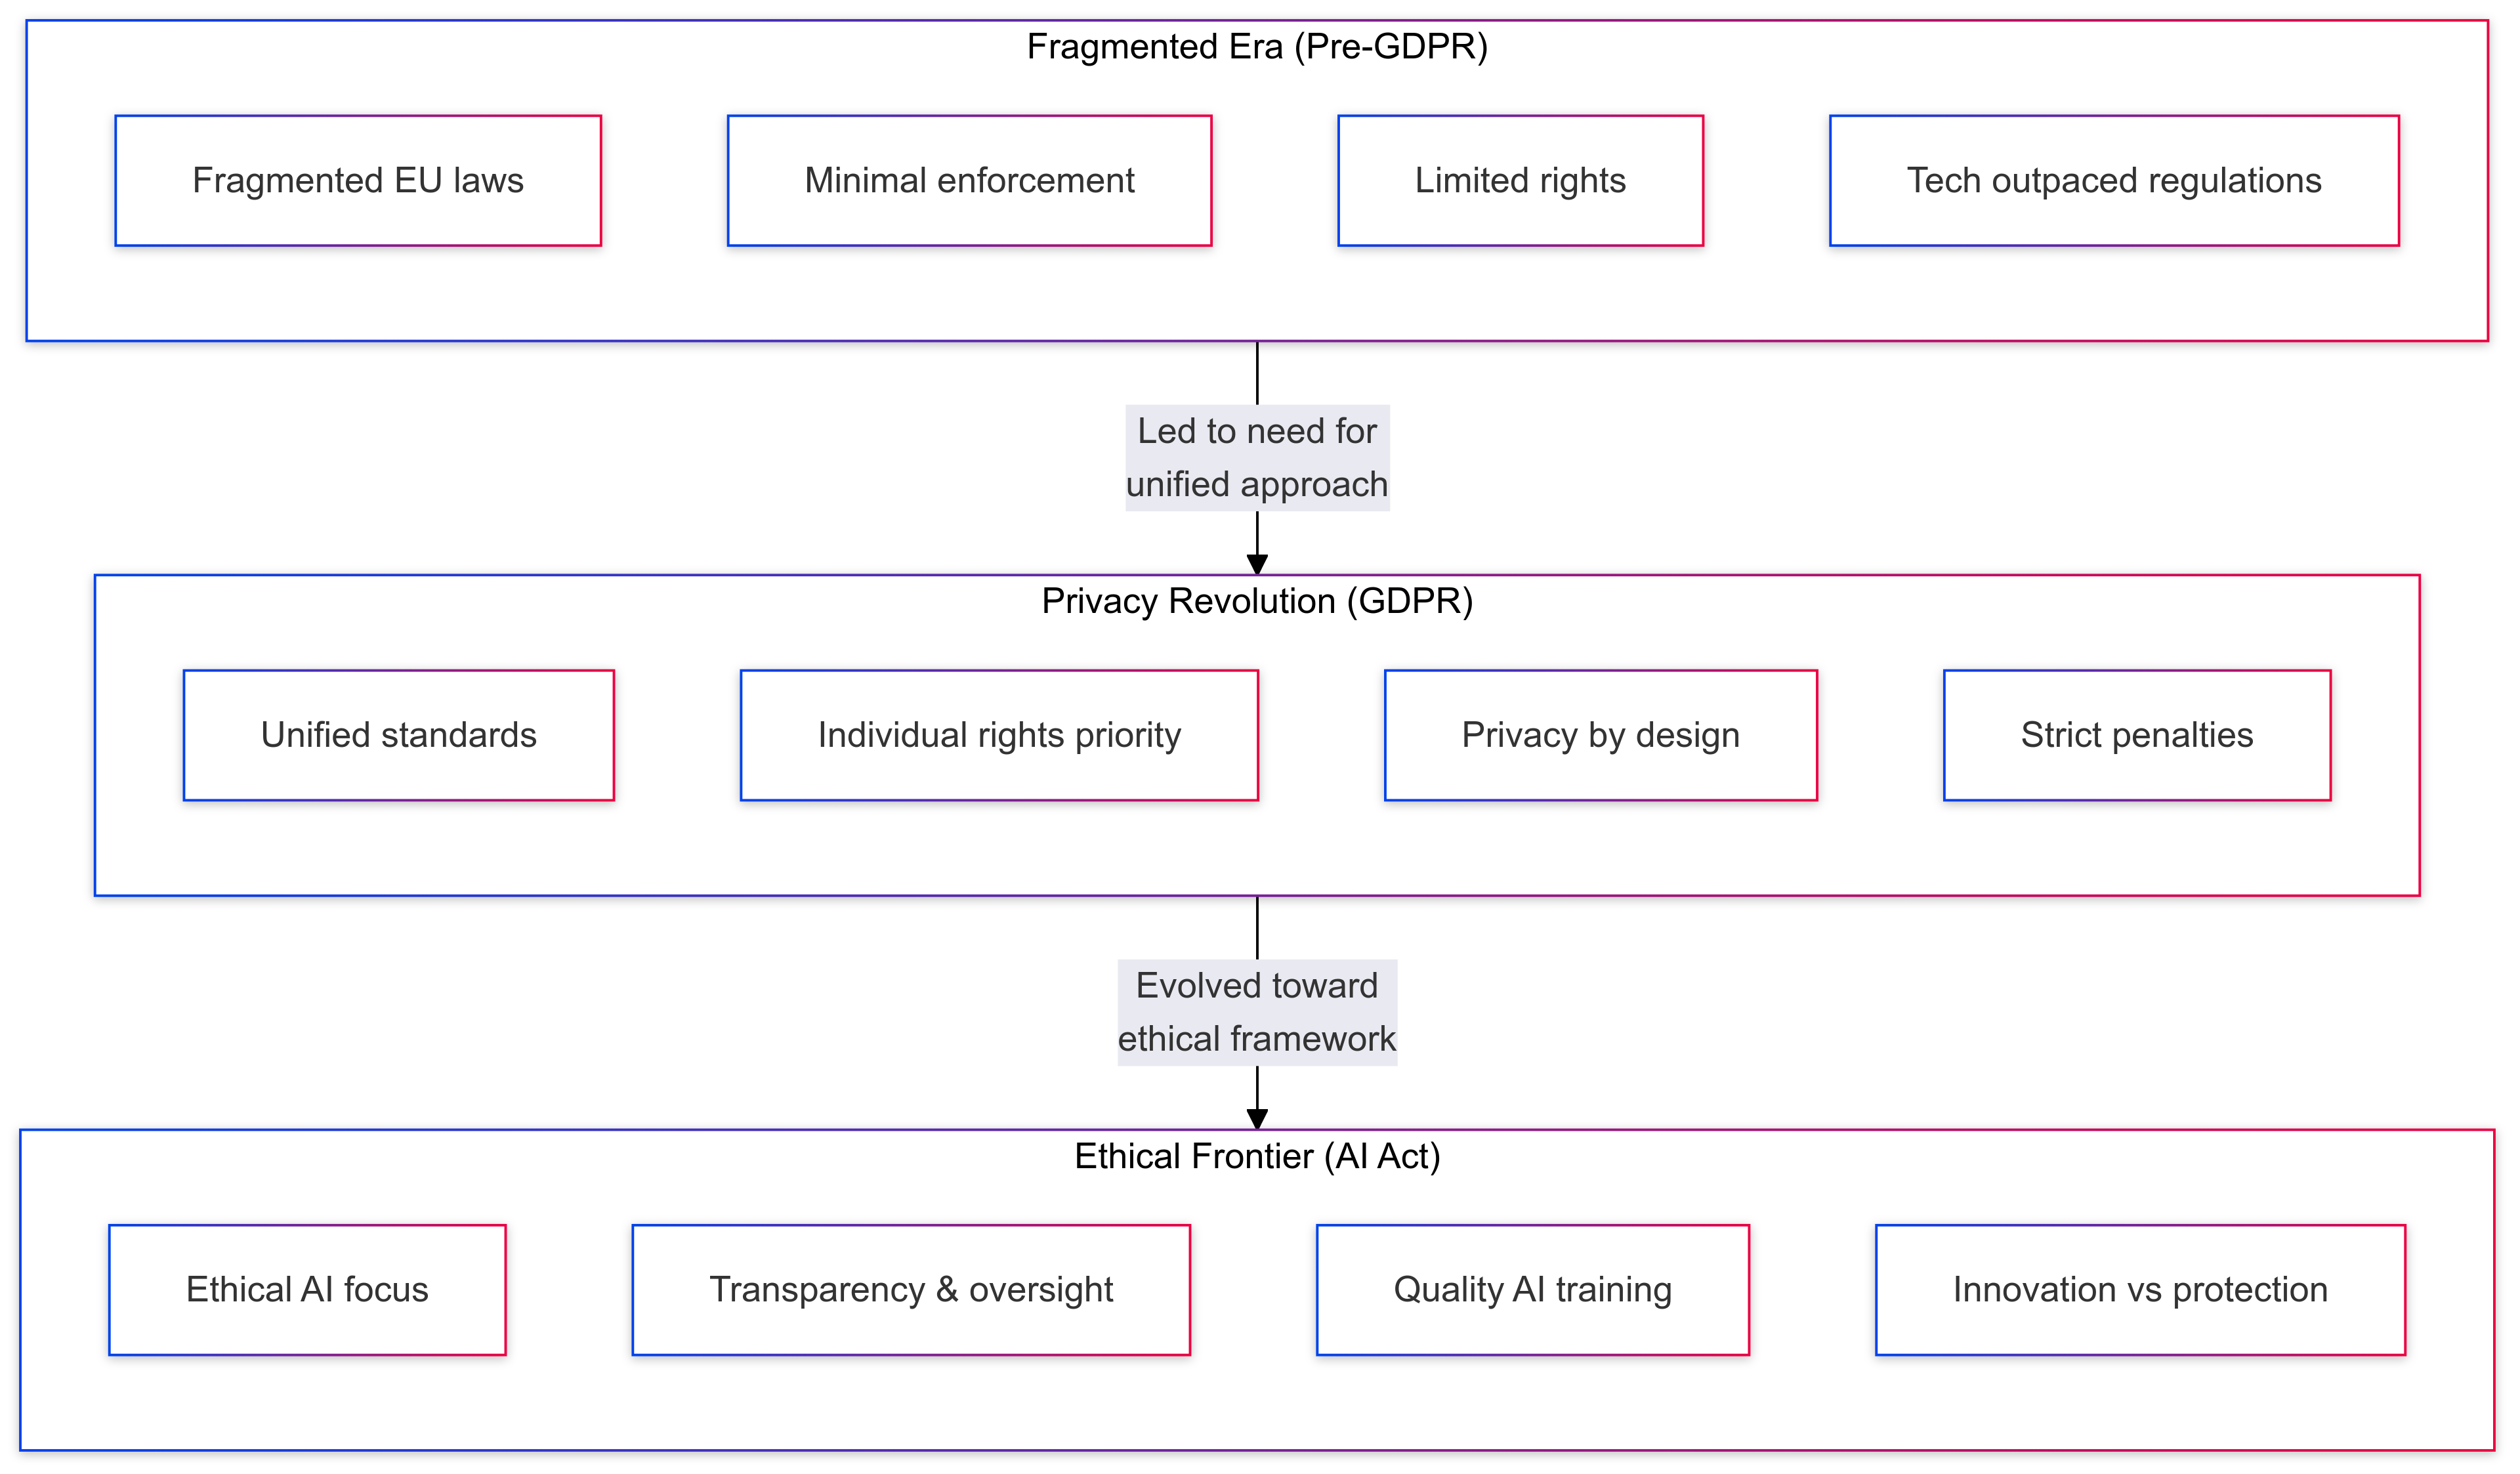 Fragmented Era (Pre-GDPR)
Fragmented EU laws
Minimal enforcement
Limited rights
Tech outpaced regulations
Led to need for
unified approach
Privacy Revolution (GDPR)
Unified standards
Individual rights priority
Privacy by design
Strict penalties
Evolved toward
ethical framework
Ethical Frontier (AI Act)
Ethical AI focus
Transparency & oversight
Quality AI training
Innovation vs protection